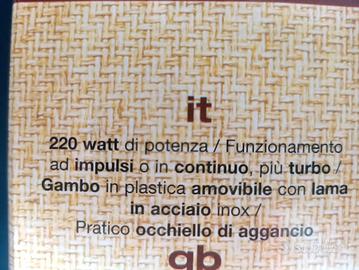 it
220 watt di potenza / Funzionamento
ad impulsi o in continuo, più turbo /
Gambo in plastica amovibile con lama
in acciaio inox /
Pratico occhiello di aggancio
gb